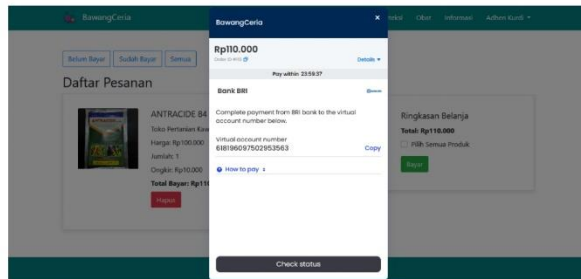 BawangCeria
Obat
Informasi
Adhen Kurdi
Belum Bayar
Sudah Bayar
Semua
Daftar Pesanan
ANTRACIDE 84
Toko Pertanian
Harga: Rp100.000
Jumlah: 1
Ongkir: Rp10.000
Total Bayar: Rp110
Hapus
BawangCeria
×
Rp110.000
Details
Pay within 23:59:37
Bank BRI
Complete payment from BRI bank to the virtual
account number below.
Virtual account number
618196097502953563
Copy
How to pay
Check status
Ringkasan Belanja
Total: Rp110.000
Pilih Semua Produk
Bayar